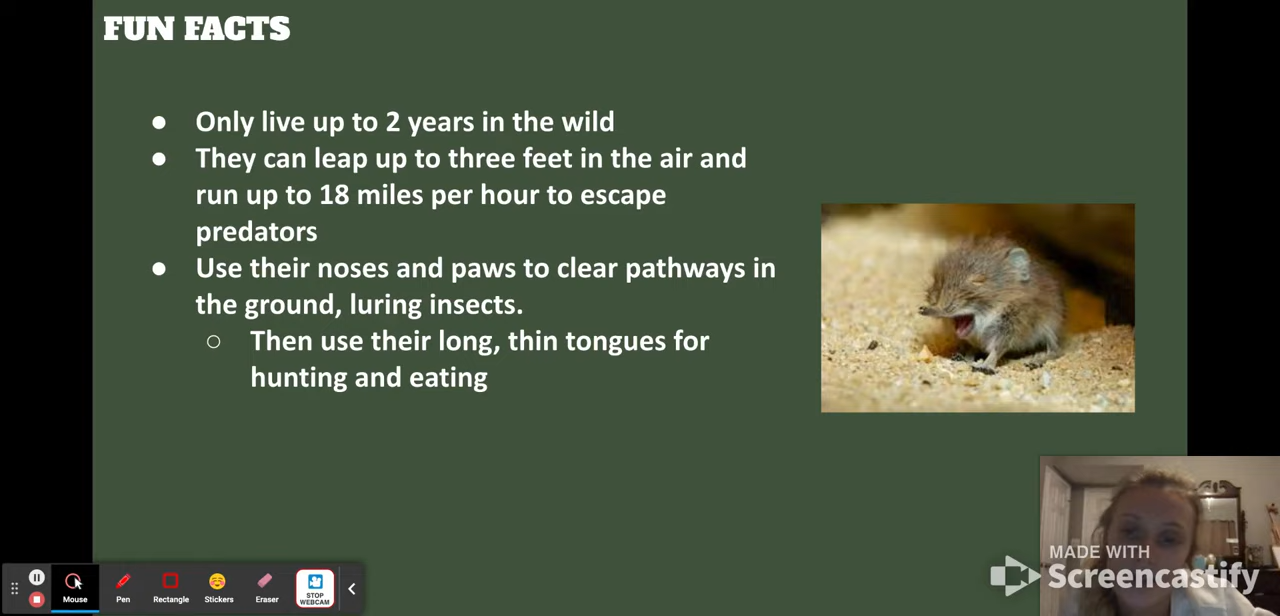 FUN FACTS
● Only live up to 2 years in the wild
● They can leap up to three feet in the air and
run up to 18 miles per hour to escape
predators
● Use their noses and paws to clear pathways in
the ground, luring insects.
○ Then use their long, thin tongues for
hunting and eating
MADE WITH
Screencastify
Mouse
Pen
Rectangle
Stickers
Eraser
STOP
WEBCAM